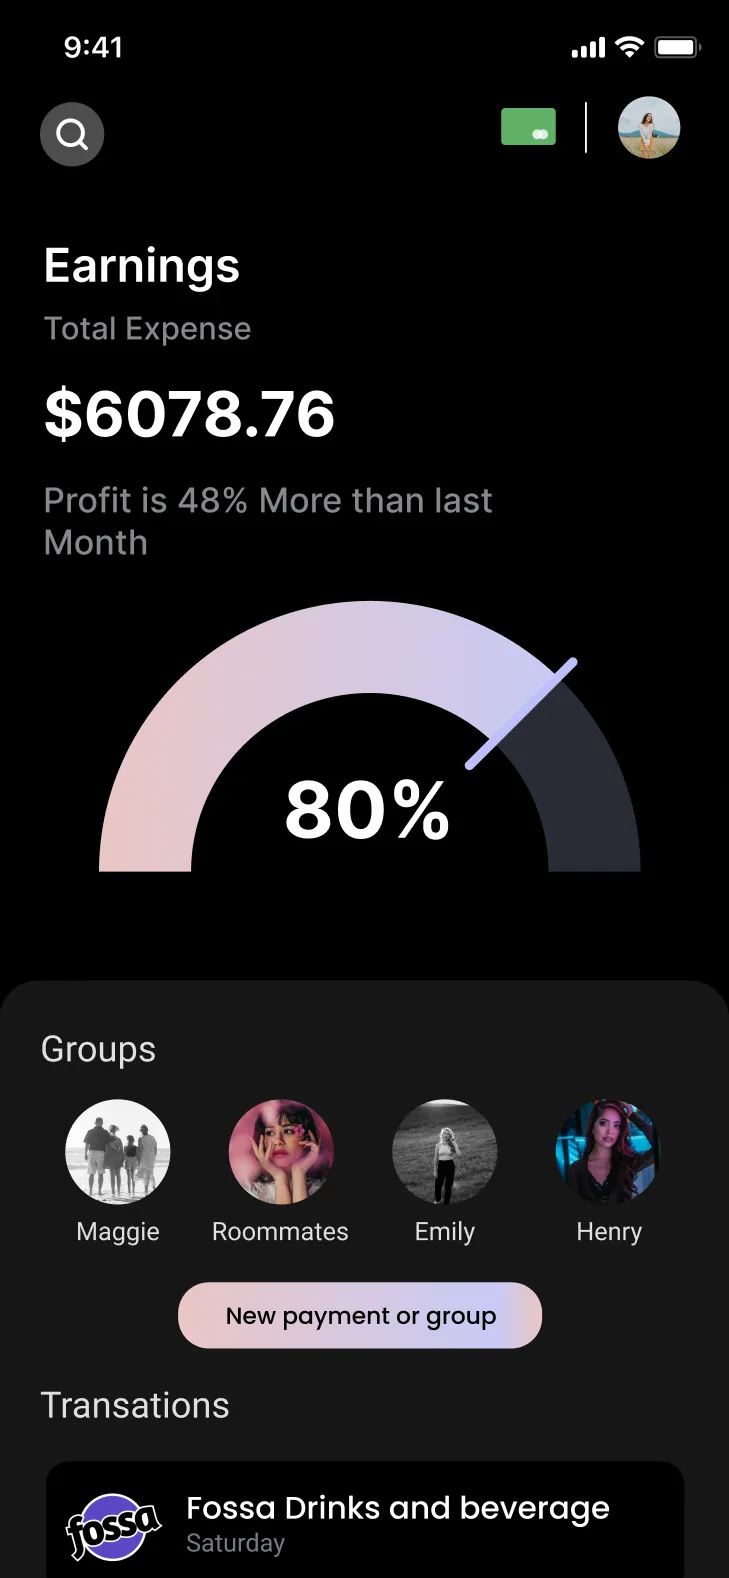 9:41
Earnings
Total Expense
$6078.76
Profit is 48% More than last
Month
80%
Groups
Maggie
Roommates
Emily
Henry
New payment or group
Transations
fossa
Fossa Drinks and beverage
Saturday